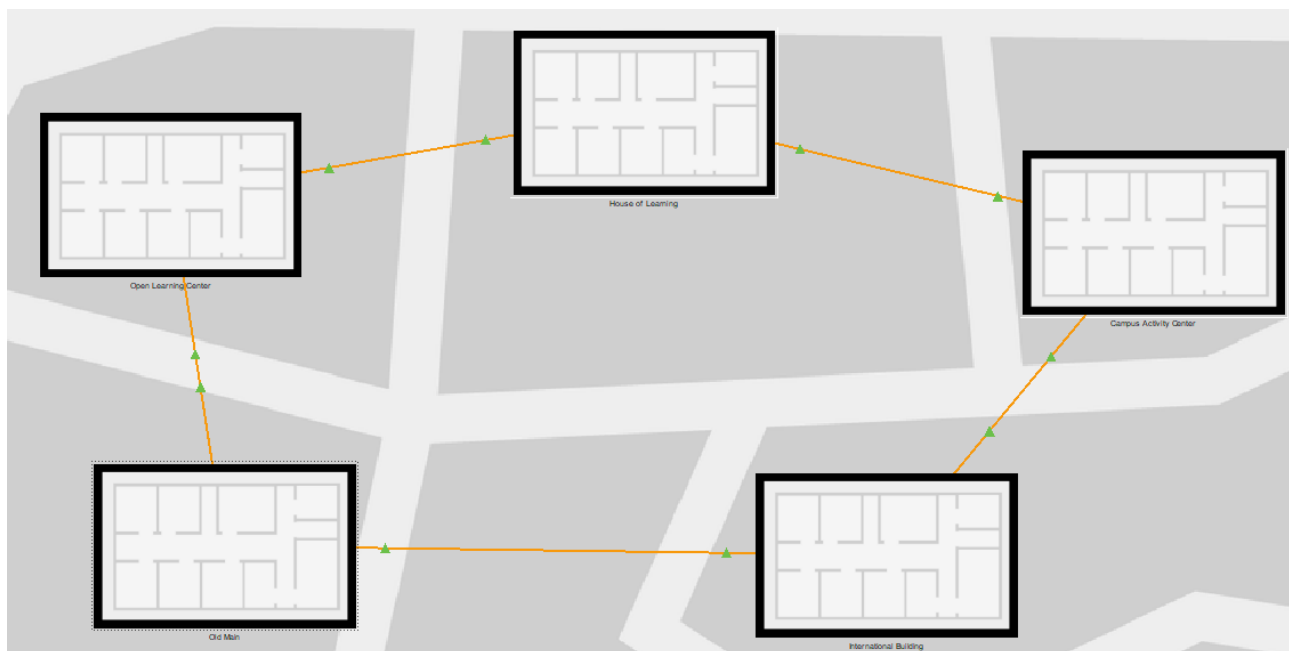 House of Learning
Open Learning Center
Campus Activity Center
Old Main
International Building